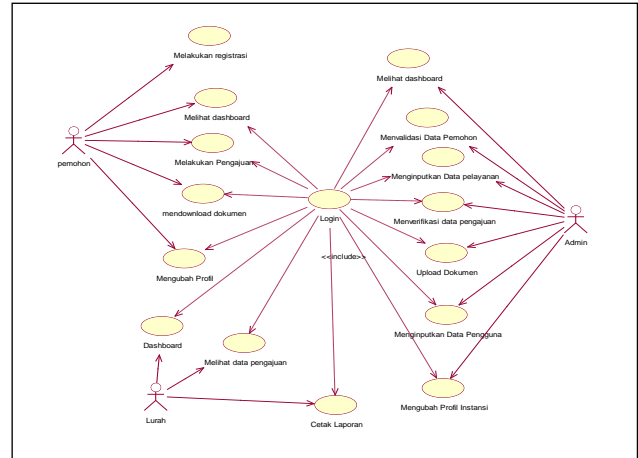 Melakukan registrasi
Melihat dashboard
Melihat dashboard
Menvalidasi Data Pemohon
pemohon
Melakukan Pengajuan
Menginputkan Data pelayanan
mendownload dokumen
Login
Menverifikasi data pengajuan
Admin
<<include>>
Mengubah Profil
Upload Dokumen
Dashboard
Melihat data pengajuan
Menginputkan Data Pengguna
Lurah
Cetak Laporan
Mengubah Profil Instansi